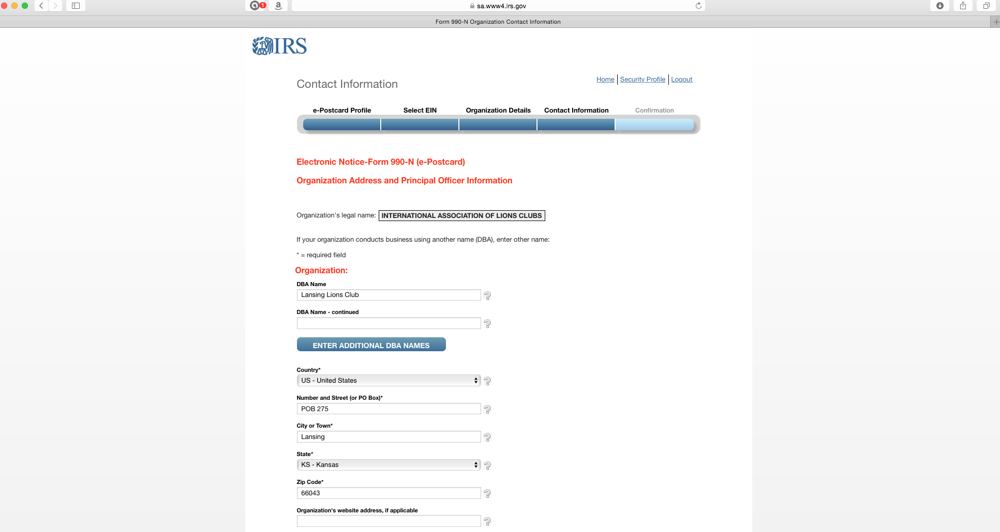 1
a
sa.www4.irs.gov
Form 990-N Organization Contact Information
IRS
Home Security Profile Logout
Contact Information
e-Postcard Profile Select EIN Organization Details Contact Information Confirmation
Electronic Notice-Form 990-N (e-Postcard)
Organization Address and Principal Officer Information
Organization's legal name: INTERNATIONAL ASSOCIATION OF LIONS CLUBS
If your organization conducts business using another name (DBA), enter other name:
* = required field
Organization:
DBA Name
Lansing Lions Club
?
DBA Name - continued
?
ENTER ADDITIONAL DBA NAMES
Country*
US - United States
?
Number and Street (or PO Box)*
POB 275
?
City or Town*
Lansing
?
State*
KS - Kansas
?
Zip Code*
66043
?
Organization's website address, if applicable
?